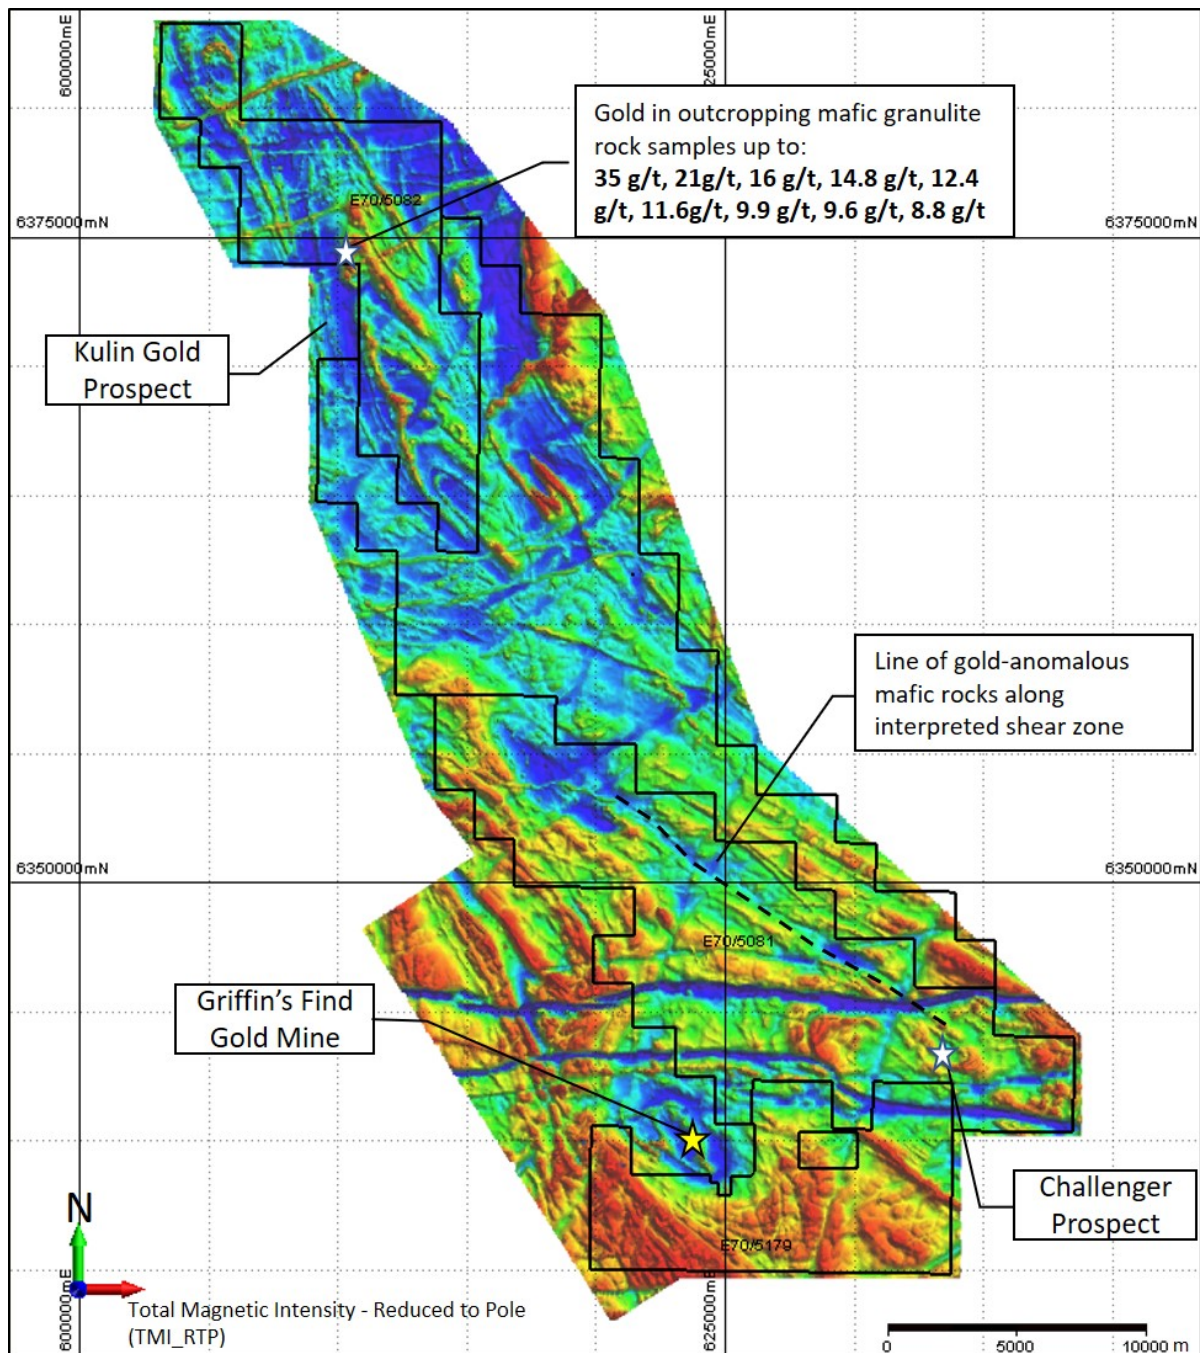 600000mE
25000mE
Gold in outcropping mafic granulite
rock samples up to:
35 g/t, 21g/t, 16 g/t, 14.8 g/t, 12.4
g/t, 11.6g/t, 9.9 g/t, 9.6 g/t, 8.8 g/t
E70/5082
6375000mN
6375000mN
Kulin Gold
Prospect
Line of gold-anomalous
mafic rocks along
interpreted shear zone
6350000mN
6350000mN
E70/5081
Griffin's Find
Gold Mine
Challenger
Prospect
N
E70/5179
600000mE
625000mE
Total Magnetic Intensity - Reduced to Pole
(TMI_RTP)
0 5000 10000 m